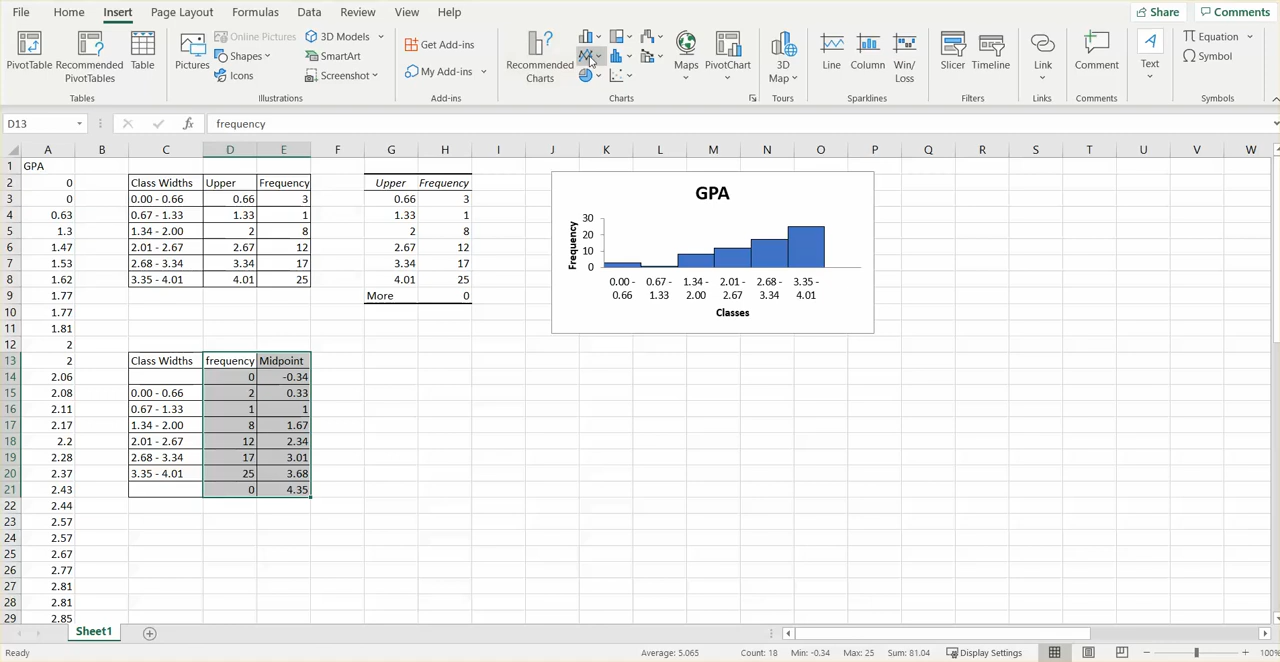 File Home Insert Page Layout Formulas Data Review View Help Share Comments
PivotTable Recommended PivotTables Table
Tables
Pictures Online Pictures Shapes Icons 3D Models SmartArt Screenshot
Illustrations
Get Add-ins
My Add-ins
Add-ins
Recommended Charts Maps PivotChart
Charts
3D Map
Tours
Line Column Win/Loss
Sparklines
Slicer Timeline
Filters
Link
Links
Comment
Comments
Text
Equation
Symbol
Symbols
D13 fx frequency
A B C D E F G H I J K L M N O P Q R S T U V W
1 GPA
2 0 Class Widths Upper Frequency Upper Frequency
3 0 0.00 - 0.66 0.66 3 0.66 3
4 0.63 0.67 - 1.33 1.33 1 1.33 1
5 1.3 1.34 - 2.00 2 8 2 8
6 1.47 2.01 - 2.67 2.67 12 2.67 12
7 1.53 2.68 - 3.34 3.34 17 3.34 17
8 1.62 3.35 - 4.01 4.01 25 4.01 25
9 1.77 More 0
10 1.77
11 1.81
12 2
13 2 Class Widths frequency Midpoint
14 2.06 0 -0.34
15 2.08 0.00 - 0.66 2 0.33
16 2.11 0.67 - 1.33 1 1
17 2.17 1.34 - 2.00 8 1.67
18 2.2 2.01 - 2.67 12 2.34
19 2.28 2.68 - 3.34 17 3.01
20 2.37 3.35 - 4.01 25 3.68
21 2.43 0 4.35
22 2.44
23 2.57
24 2.57
25 2.67
26 2.77
27 2.81
28 2.81
29 2.85
GPA
Frequency
30
20
10
0
0.00 - 0.67 - 1.34 - 2.01 - 2.68 - 3.35 -
0.66 1.33 2.00 2.67 3.34 4.01
Classes
Sheet1
Ready Average: 5.065 Count: 18 Min: -0.34 Max: 25 Sum: 81.04 Display Settings 100%